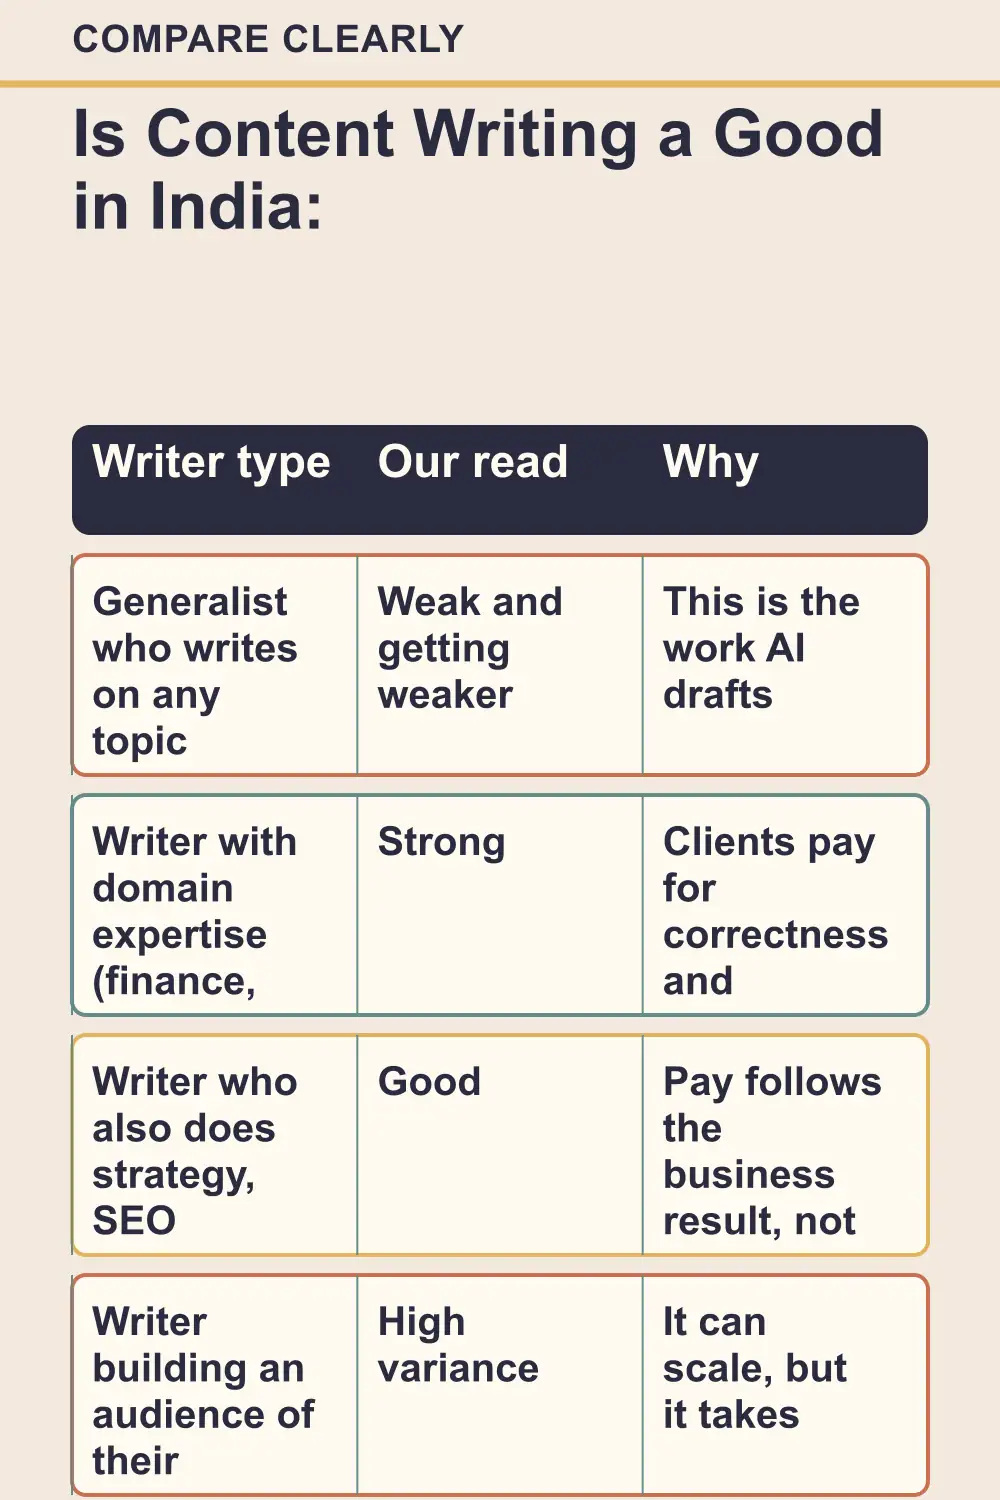 COMPARE CLEARLY
Is Content Writing a Good
in India:
Writer type Our read Why
Generalist
who writes
on any
topic
Weak and
getting
weaker
This is the
work AI
drafts
Writer with
domain
expertise
(finance,
Strong
Clients pay
for
correctness
and
Writer who
also does
strategy,
SEO
Good
Pay follows
the
business
result, not
Writer
building an
audience of
their
High
variance
It can
scale, but
it takes